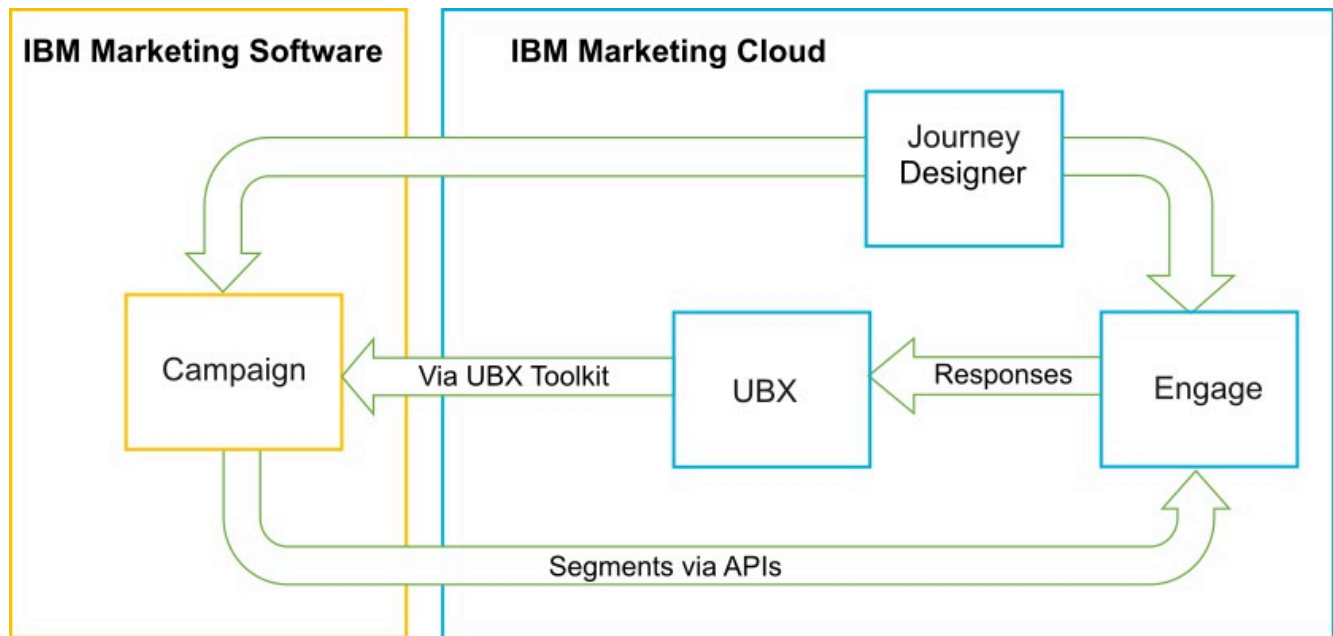 IBM Marketing Software
IBM Marketing Cloud
Journey
Designer
Campaign
Via UBX Toolkit
UBX
Responses
Engage
Segments via APIs